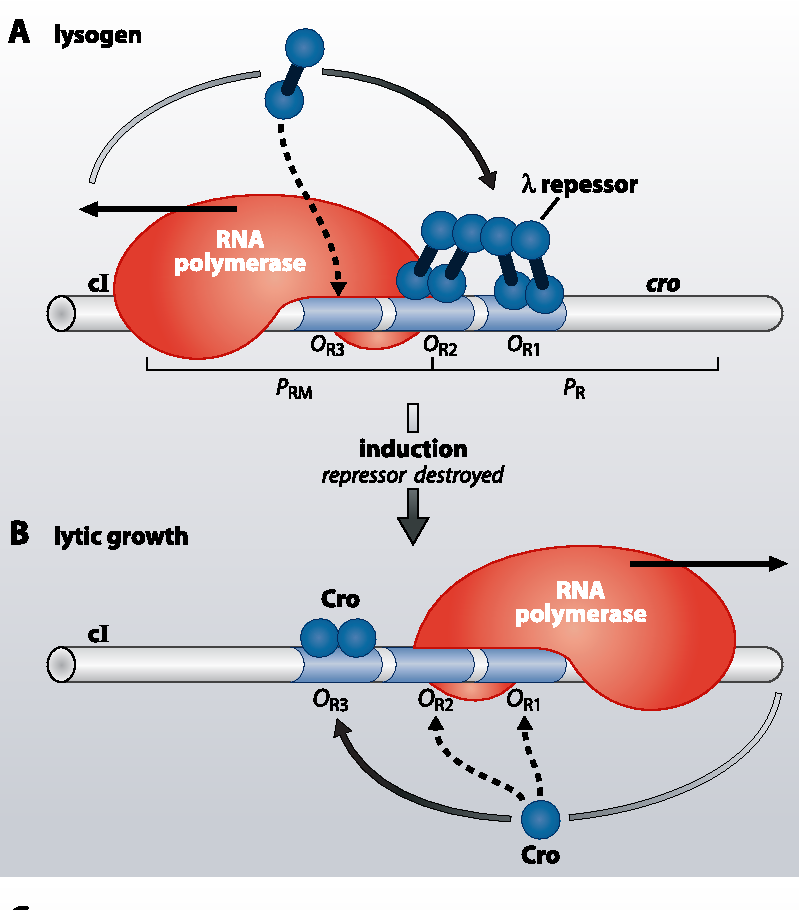 A lysogen
λ repessor
RNA
polymerase
cI
cro
OR3
OR2
OR1
PRM
PR
induction
repressor destroyed
B lytic growth
RNA
polymerase
Cro
cI
OR3
OR2
OR1
Cro